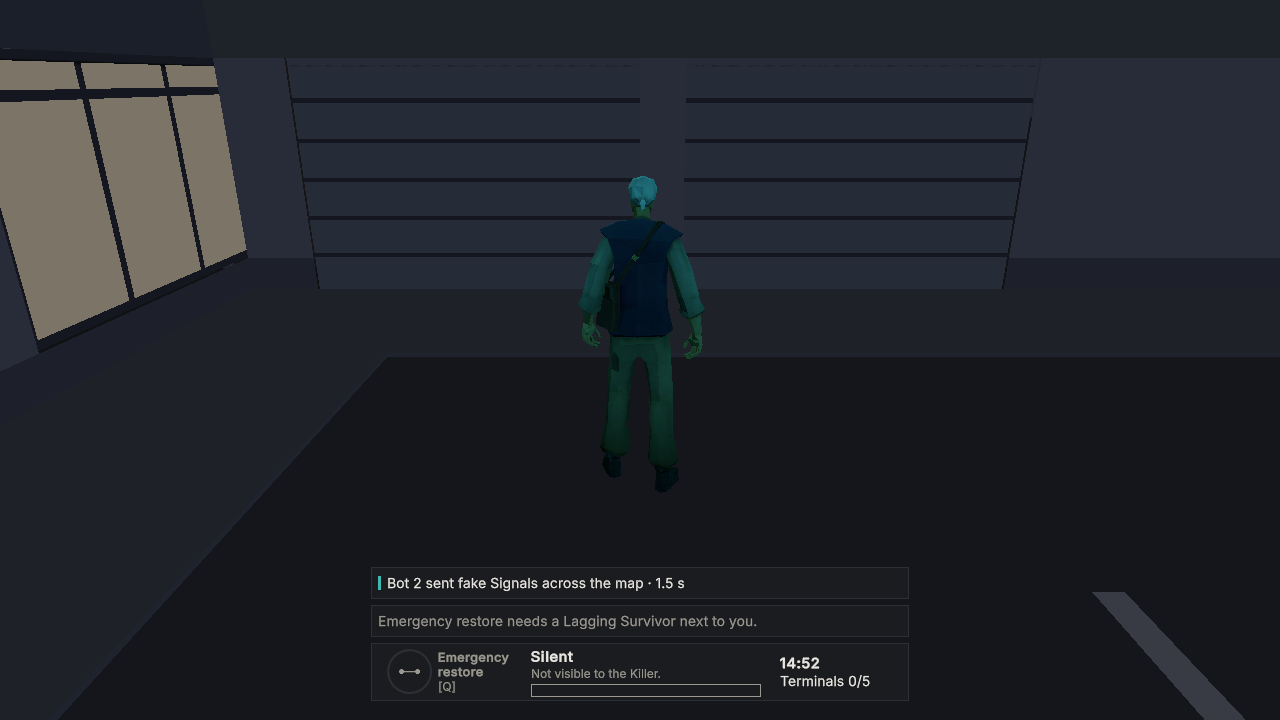 Bot 2 sent fake Signals across the map · 1.5 s
Emergency restore needs a Lagging Survivor next to you.
Emergency
restore
[Q]
Silent
Not visible to the Killer.
14:52
Terminals 0/5